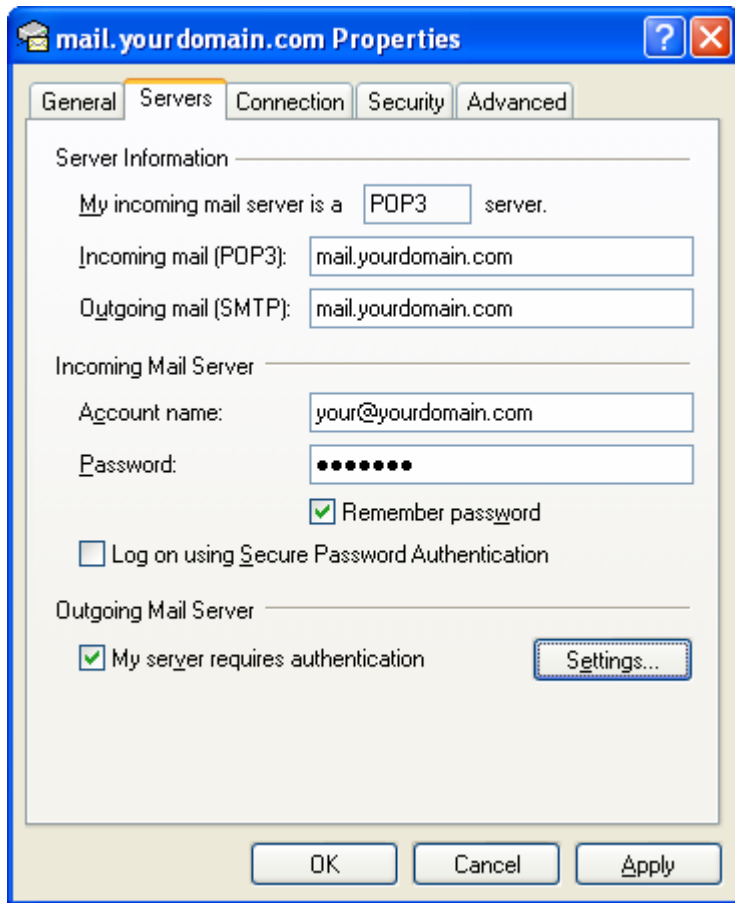 mail.yourdomain.com Properties
General Servers Connection Security Advanced
Server Information
My incoming mail server is a POP3 server.
Incoming mail (POP3): mail.yourdomain.com
Outgoing mail (SMTP): mail.yourdomain.com
Incoming Mail Server
Account name: your@yourdomain.com
Password: •••••••
Remember password
Log on using Secure Password Authentication
Outgoing Mail Server
My server requires authentication Settings...
OK Cancel Apply